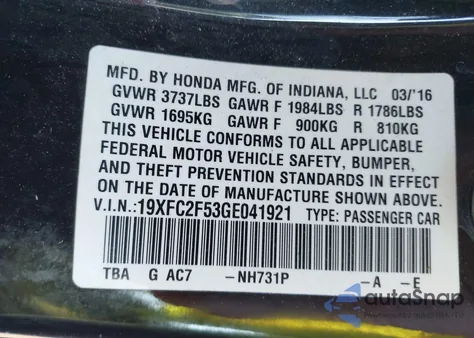 MFD. BY HONDA MFG. OF INDIANA, LLC 03/'16
GVWR 3737LBS GAWR F 1984LBS R 1786LBS
GVWR 1695KG GAWR F 900KG R 810KG
THIS VEHICLE CONFORMS TO ALL APPLICABLE
FEDERAL MOTOR VEHICLE SAFETY, BUMPER,
AND THEFT PREVENTION STANDARDS IN EFFECT
ON THE DATE OF MANUFACTURE SHOWN ABOVE.
V.I.N.:19XFC2F53GE041921 TYPE: PASSENGER CAR
TBA G AC7 -NH731P -A -E
autoSnap